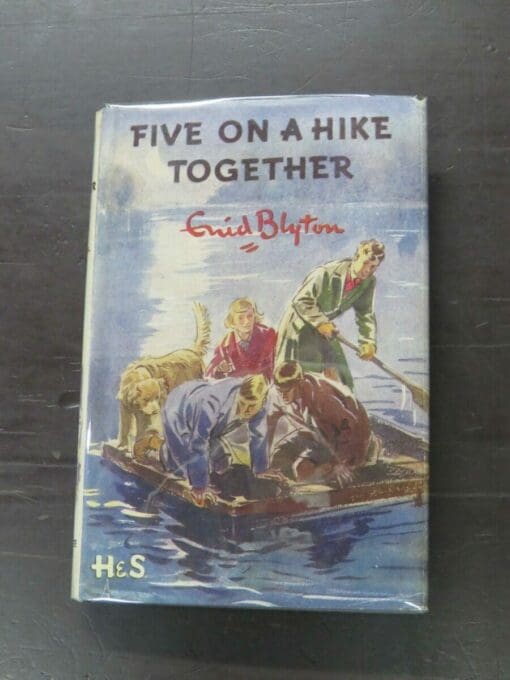 FIVE ON A HIKE
TOGETHER
Enid Blyton
H&S